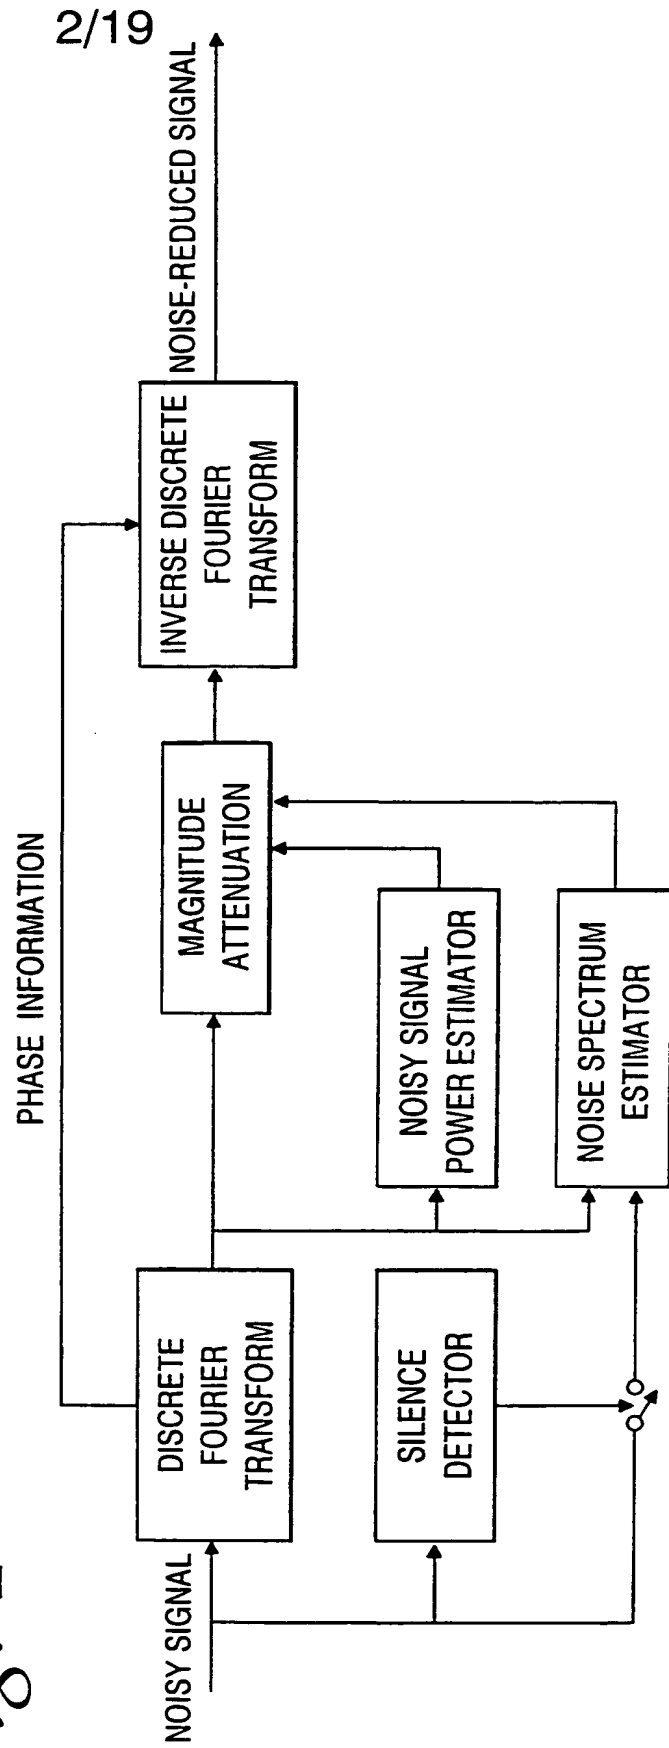 2/19
PHASE INFORMATION
NOISY SIGNAL
DISCRETE
FOURIER
TRANSFORM
MAGNITUDE
ATTENUATION
INVERSE DISCRETE
FOURIER
TRANSFORM
NOISE-REDUCED SIGNAL
SILENCE
DETECTOR
NOISY SIGNAL
POWER ESTIMATOR
NOISE SPECTRUM
ESTIMATOR